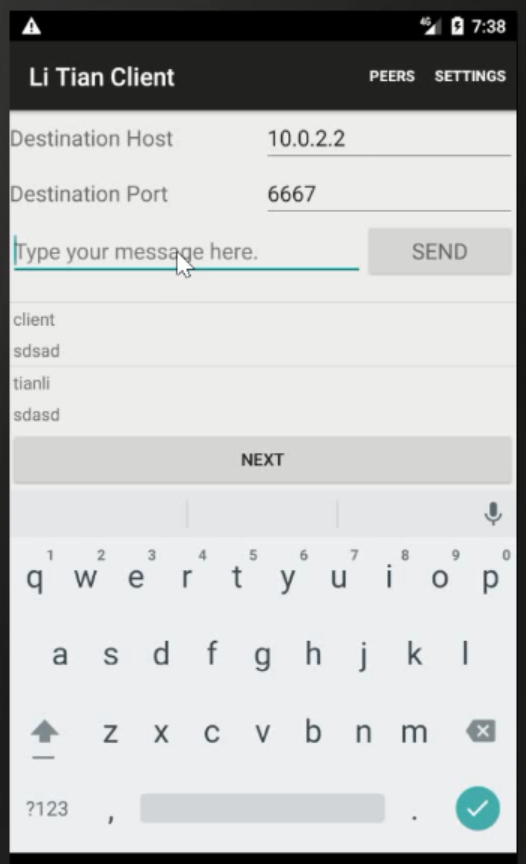 7:38
Li Tian Client PEERS SETTINGS
Destination Host 10.0.2.2
Destination Port 6667
Type your message here. SEND
client
sdsad
tianli
sdasd
NEXT
1 2 3 4 5 6 7 8 9 0
q w e r t y u i o p
a s d f g h j k l
z x c v b n m
?123 , .